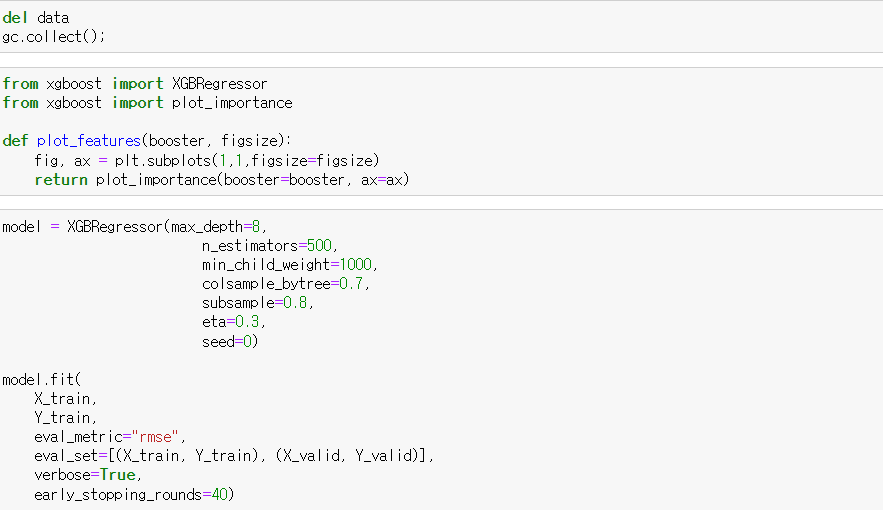 del data
gc.collect();
from xgboost import XGBRegressor
from xgboost import plot_importance
def plot_features(booster, figsize):
    fig, ax = plt.subplots(1,1,figsize=figsize)
    return plot_importance(booster=booster, ax=ax)
model = XGBRegressor(max_depth=8,
                     n_estimators=500,
                     min_child_weight=1000,
                     colsample_bytree=0.7,
                     subsample=0.8,
                     eta=0.3,
                     seed=0)
model.fit(
    X_train,
    Y_train,
    eval_metric="rmse",
    eval_set=[(X_train, Y_train), (X_valid, Y_valid)],
    verbose=True,
    early_stopping_rounds=40)